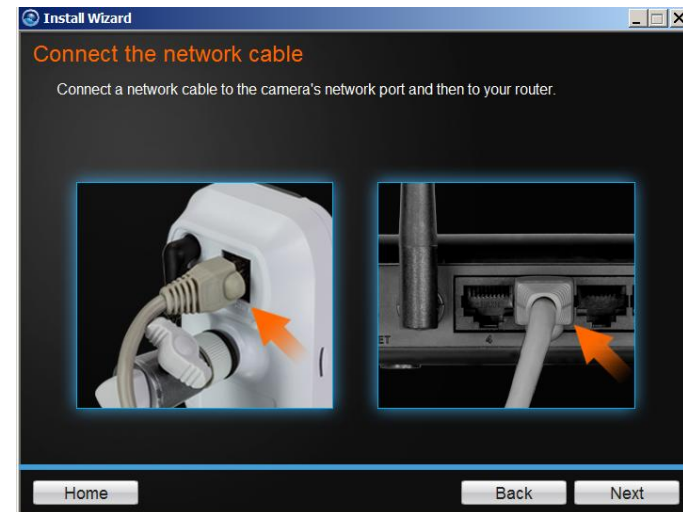 Install Wizard
Connect the network cable
Connect a network cable to the camera's network port and then to your router.
ET
4
Home
Back
Next